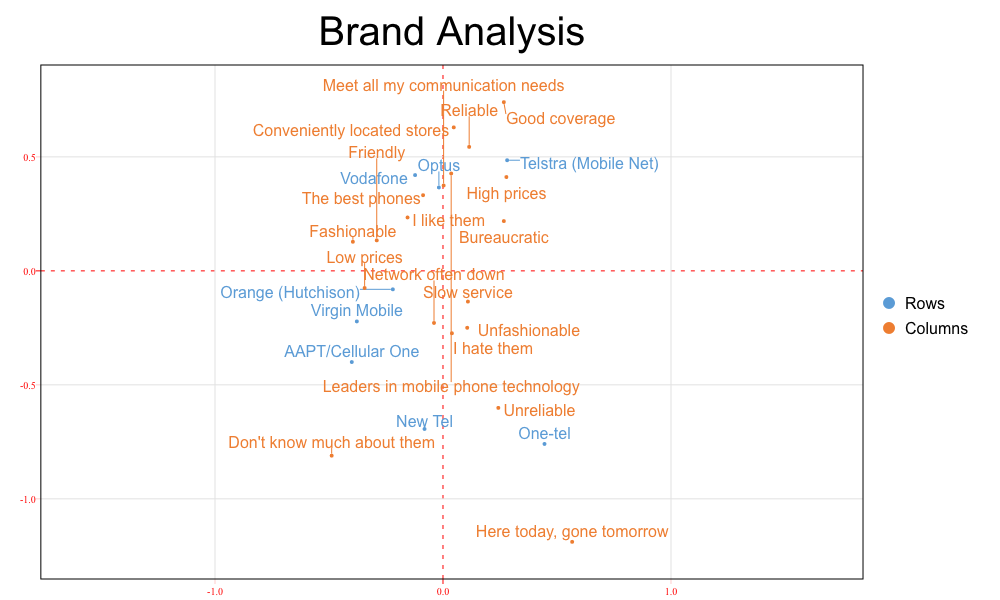 Brand Analysis
Meet all my communication needs
Reliable
Good coverage
Conveniently located stores
Friendly
0.5
Optus
Telstra (Mobile Net)
Vodafone
The best phones
High prices
I like them
Fashionable
Bureaucratic
Low prices
0.0
Network often down
Orange (Hutchison)
Slow service
Rows
Virgin Mobile
Columns
Unfashionable
I hate them
AAPT/Cellular One
-0.5
Leaders in mobile phone technology
Unreliable
New Tel
One-tel
Don't know much about them
-1.0
Here today, gone tomorrow
-1.0
0.0
1.0